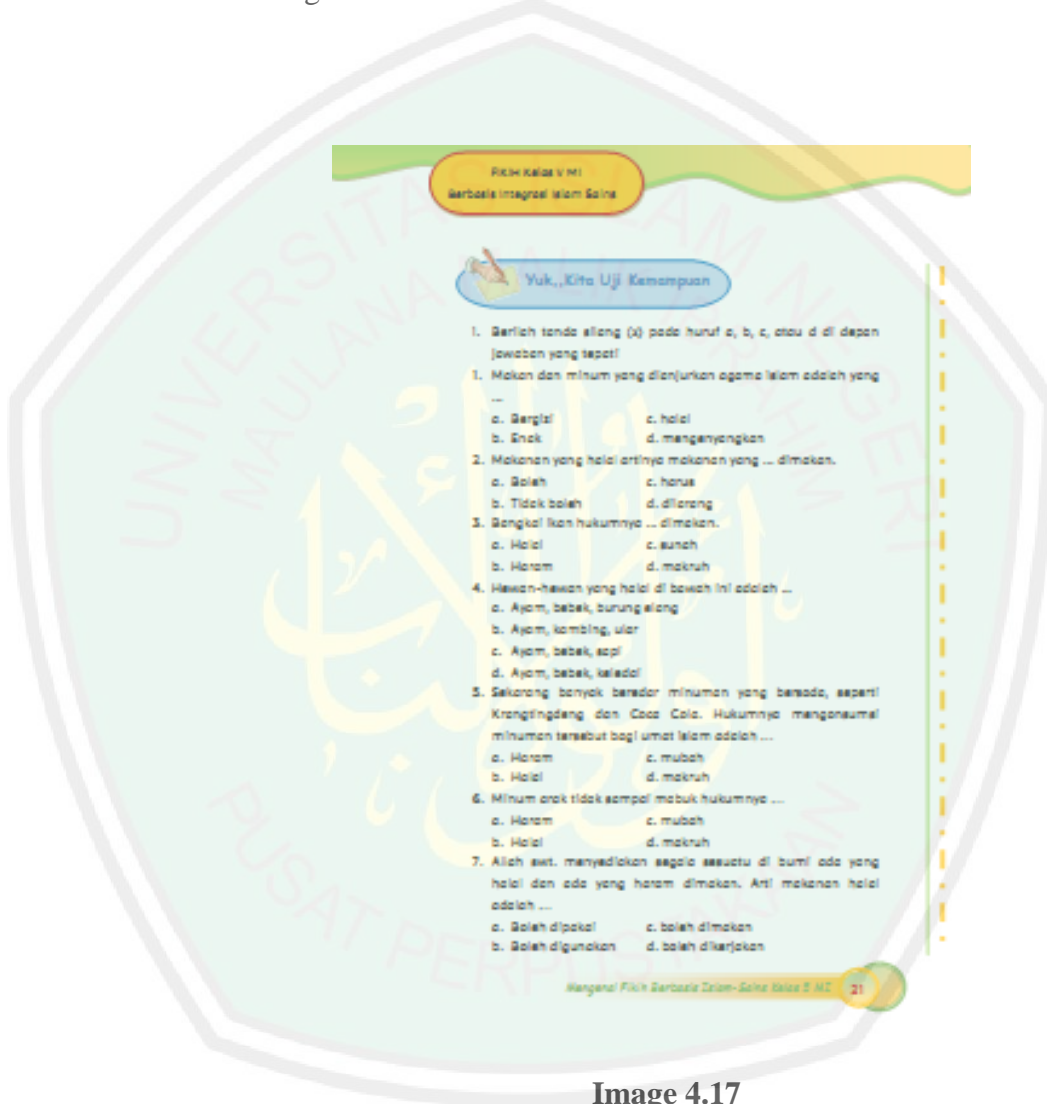 FIKIH Kelas V MI
Berbasis Integrasi Islam Sains
Yuk,,Kita Uji Kemampuan
I. Berilah tanda silang (x) pada huruf a, b, c, atau d di depan
jawaban yang tepat!
1. Makan dan minum yang dianjurkan agama Islam adalah yang
...
a. Bergizi c. halal
b. Enak d. mengenyangkan
2. Makanan yang halal artinya makanan yang ... dimakan.
a. Boleh c. harus
b. Tidak boleh d. dilarang
3. Bangkai ikan hukumnya ... dimakan.
a. Halal c. sunah
b. Haram d. makruh
4. Hewan-hewan yang halal di bawah ini adalah ...
a. Ayam, bebek, burung elang
b. Ayam, kambing, ular
c. Ayam, bebek, sapi
d. Ayam, bebek, keledai
5. Sekarang banyak beredar minuman yang bersoda, seperti
Krangtingdeng dan Coca Cola. Hukumnya mengonsumsi
minuman tersebut bagi umat Islam adalah ...
a. Haram c. mubah
b. Halal d. makruh
6. Minum arak tidak sampai mabuk hukumnya ...
a. Haram c. mubah
b. Halal d. makruh
7. Allah swt. menyediakan segala sesuatu di bumi ada yang
halal dan ada yang haram dimakan. Arti makanan halal
adalah ...
a. Boleh dipakai c. boleh dimakan
b. Boleh digunakan d. boleh dikerjakan
Mengenal Fikih Berbasis Islam-Sains Kelas 5 MI 21
Image 4.17
UNIVERSITAS ISLAM NEGERI
MAULANA MALIK IBRAHIM
PUSAT PERPUSTAKAAN